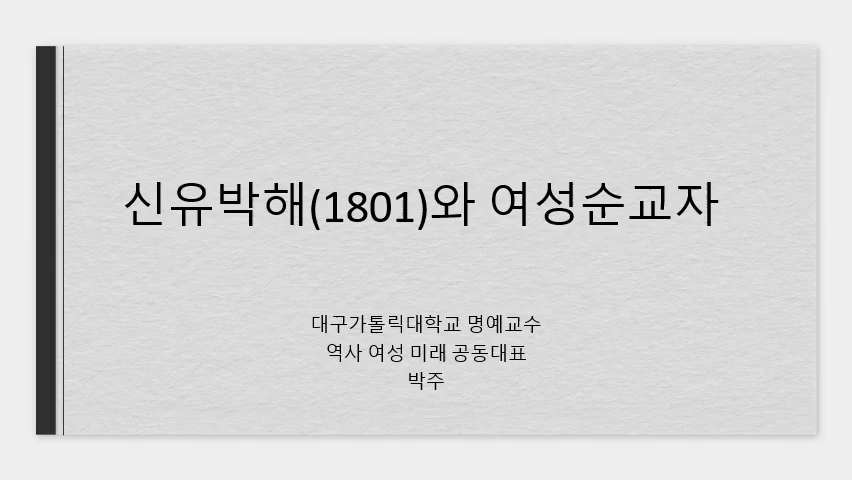 신유박해(1801)와 여성순교자
대구가톨릭대학교 명예교수
역사 여성 미래 공동대표
박주